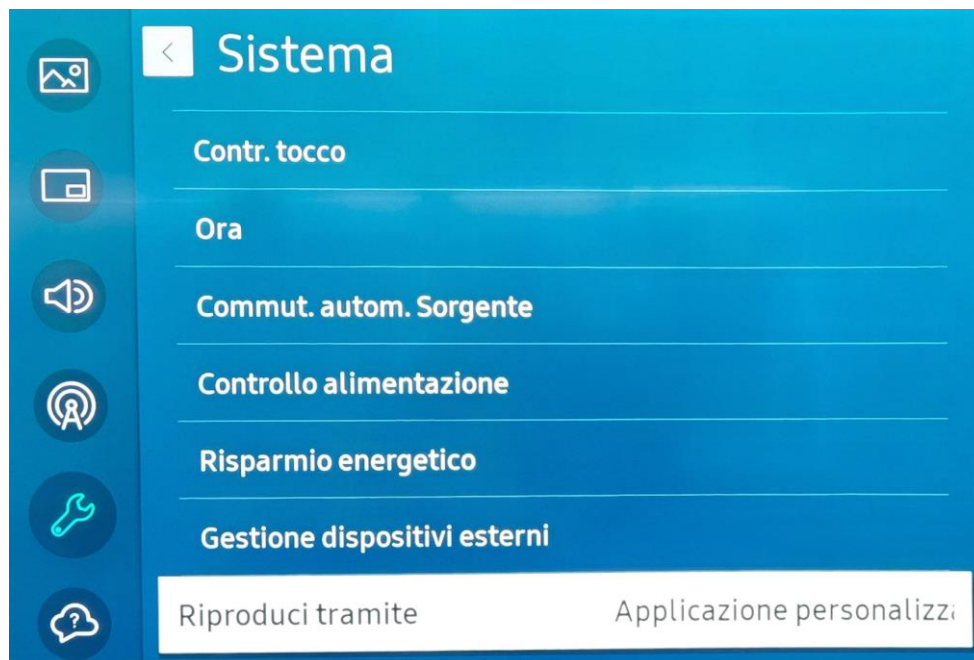 Sistema
Contr. tocco
Ora
Commut. autom. Sorgente
Controllo alimentazione
Risparmio energetico
Gestione dispositivi esterni
Riproduci tramite Applicazione personalizz